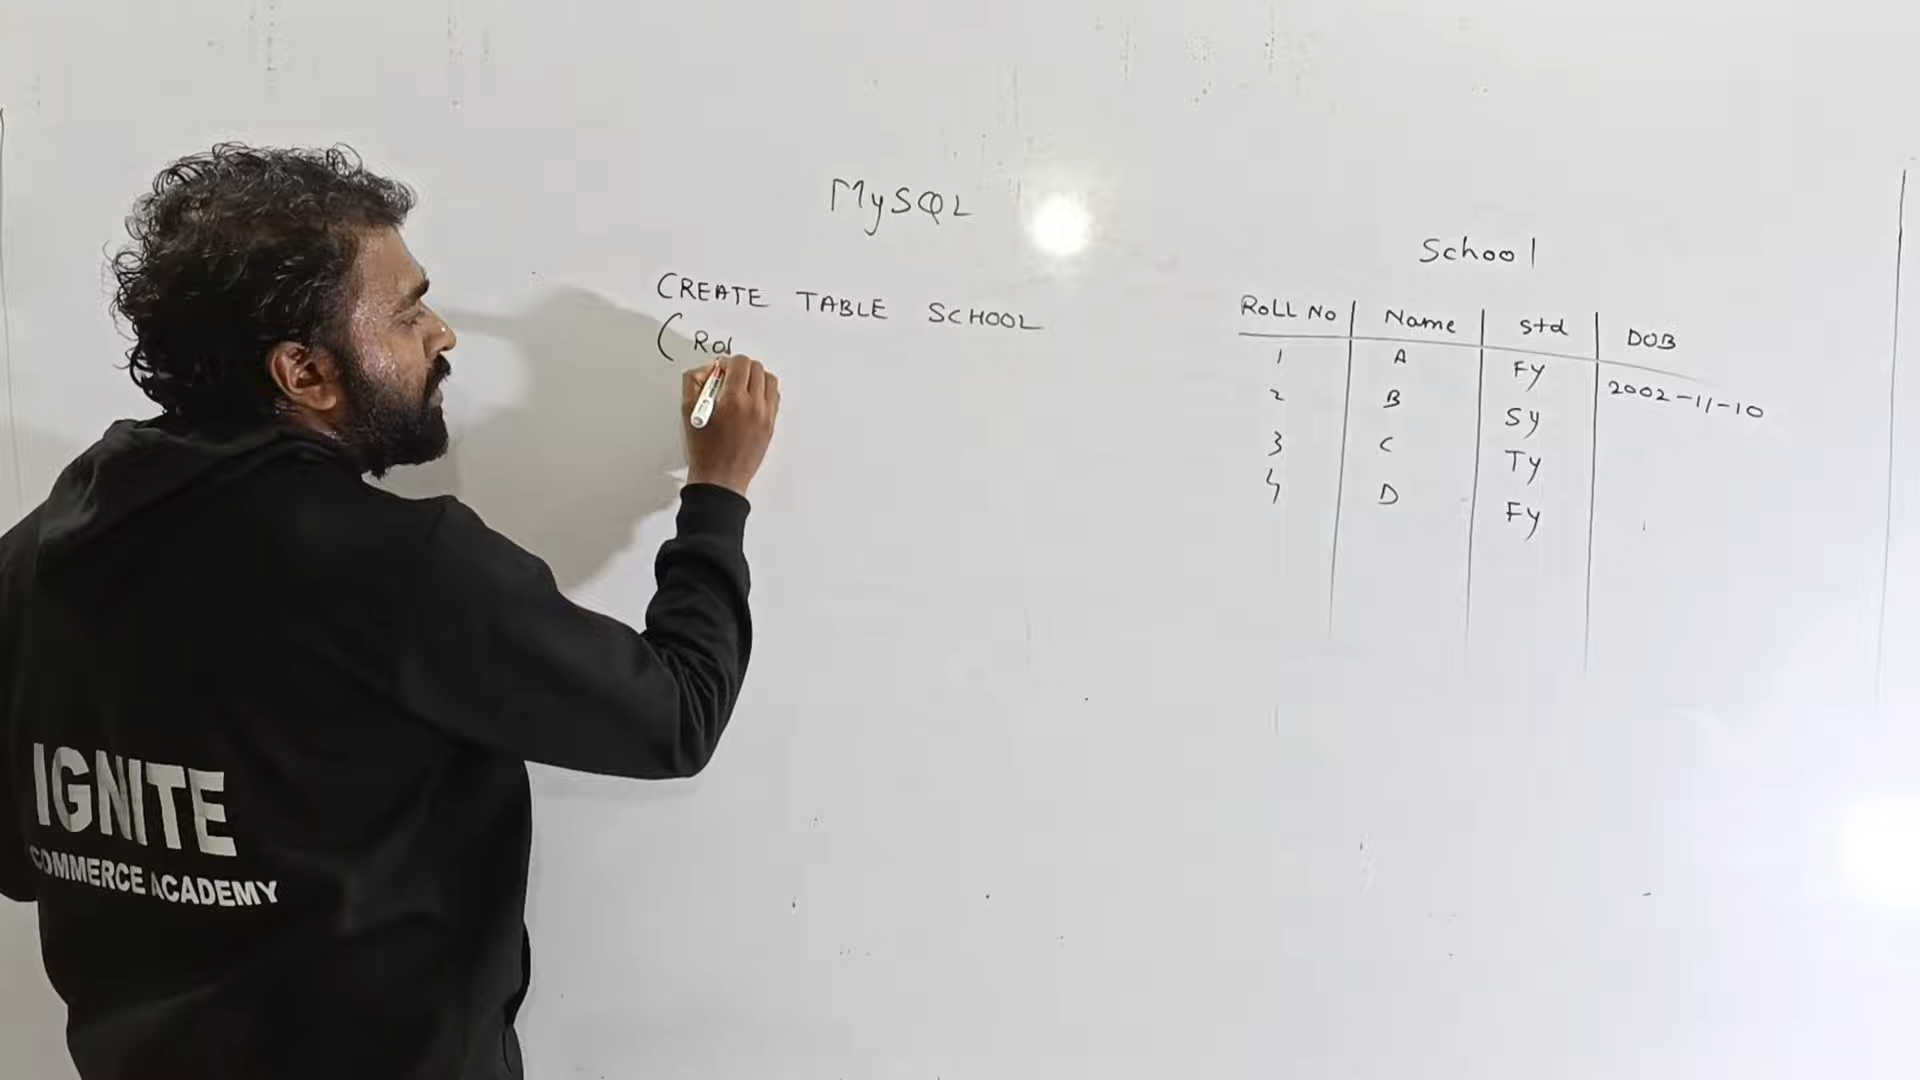 MySQL
CREATE TABLE SCHOOL
( Rol
School
Roll No Name Std DOB
1 A FY 2002-11-10
2 B SY
3 C TY
4 D FY
IGNITE
COMMERCE ACADEMY